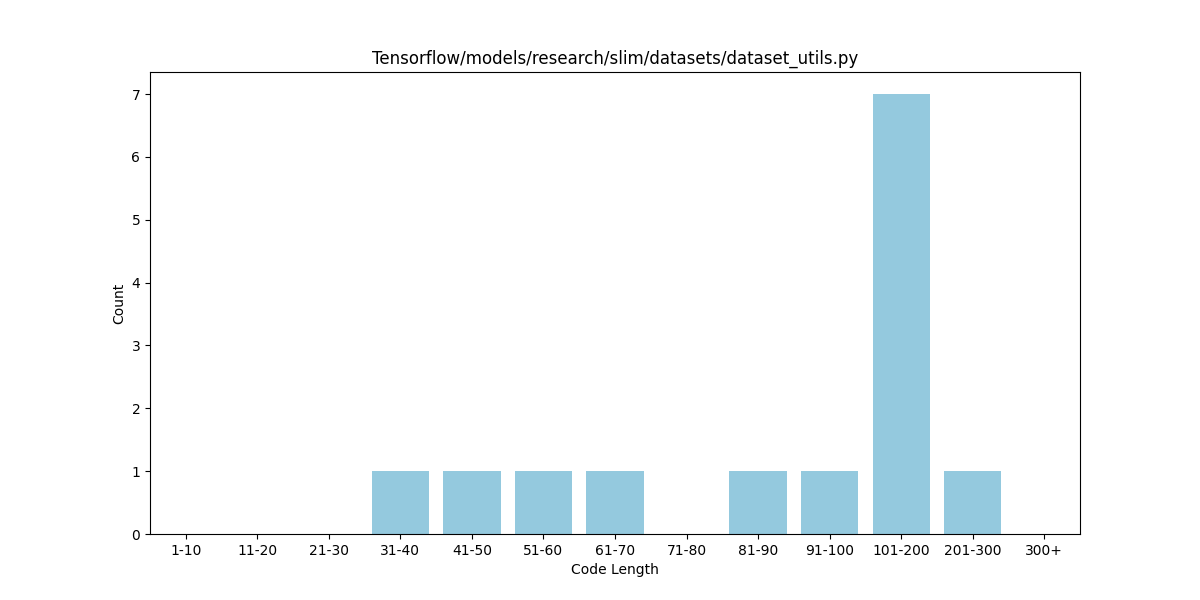 Tensorflow/models/research/slim/datasets/dataset_utils.py
7
6
5
4
3
2
1
0
Count
1-10 11-20 21-30 31-40 41-50 51-60 61-70 71-80 81-90 91-100 101-200 201-300 300+
Code Length